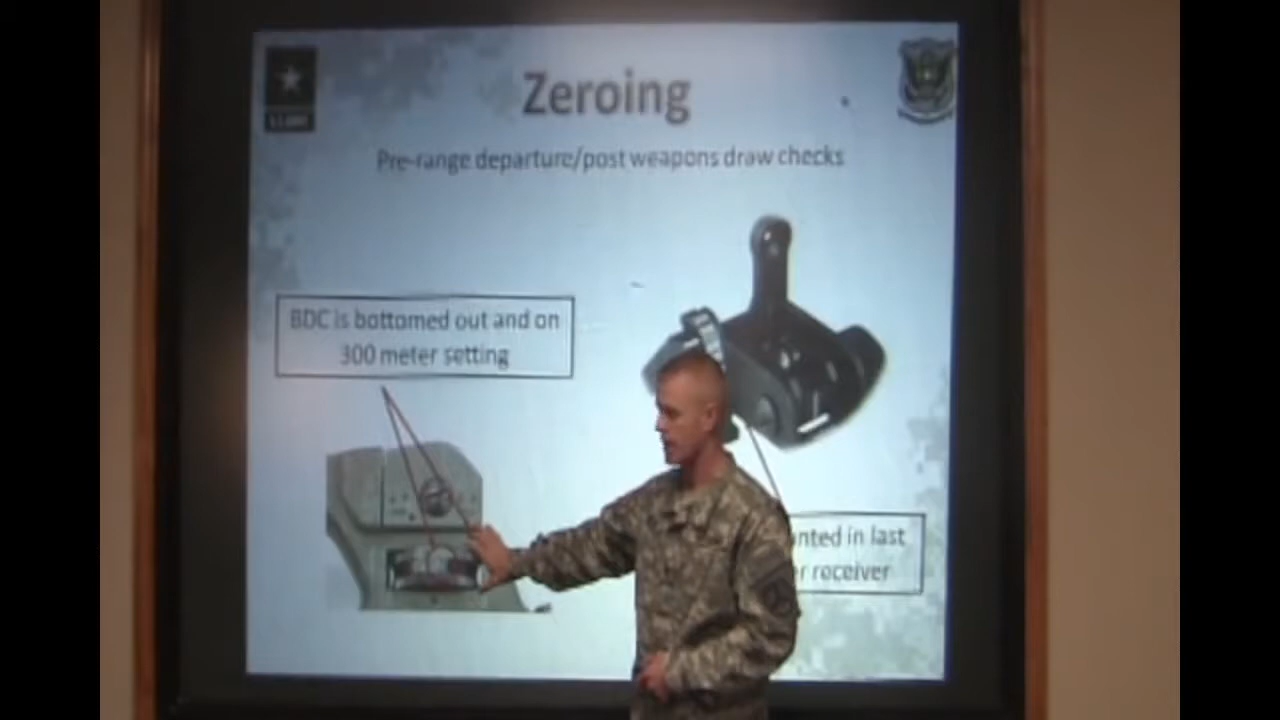 Zeroing
Pre-range departure/post weapons draw checks
BDC is bottomed out and on
300 meter setting
in last
receiver